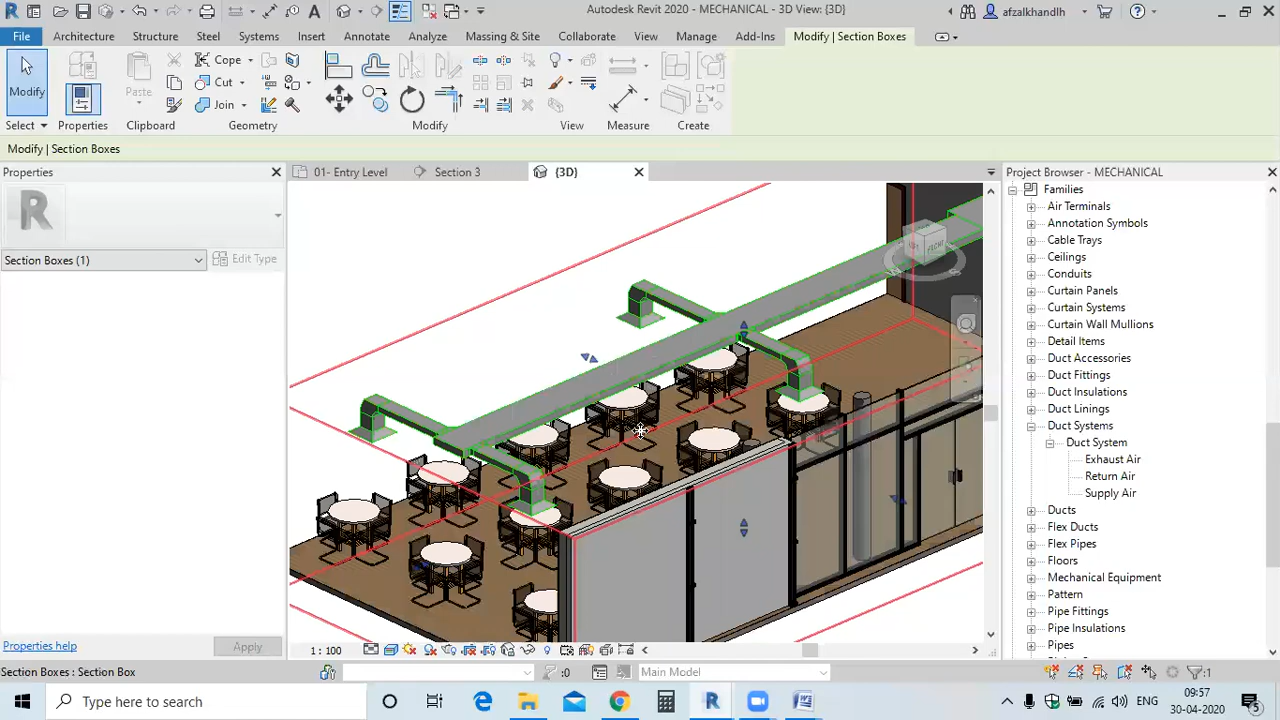 Autodesk Revit 2020 - MECHANICAL - 3D View: {3D}
afzalkhandlh
File Architecture Structure Steel Systems Insert Annotate Analyze Massing & Site Collaborate View Manage Add-Ins Modify | Section Boxes
Modify
Paste
Cope
Cut
Join
Select Properties Clipboard Geometry Modify View Measure Create
Modify | Section Boxes
Properties
01- Entry Level Section 3 {3D}
Project Browser - MECHANICAL
R
Section Boxes (1) Edit Type
Families
Air Terminals
Annotation Symbols
Cable Trays
Ceilings
Conduits
Curtain Panels
Curtain Systems
Curtain Wall Mullions
Detail Items
Duct Accessories
Duct Fittings
Duct Insulations
Duct Linings
Duct Systems
Duct System
Exhaust Air
Return Air
Supply Air
Ducts
Flex Ducts
Flex Pipes
Floors
Mechanical Equipment
Pattern
Pipe Fittings
Pipe Insulations
Pipes
FRONT
Properties help Apply
1 : 100
Section Boxes : Section Box
:0 Main Model :1
Type here to search
ENG
09:57
30-04-2020
5